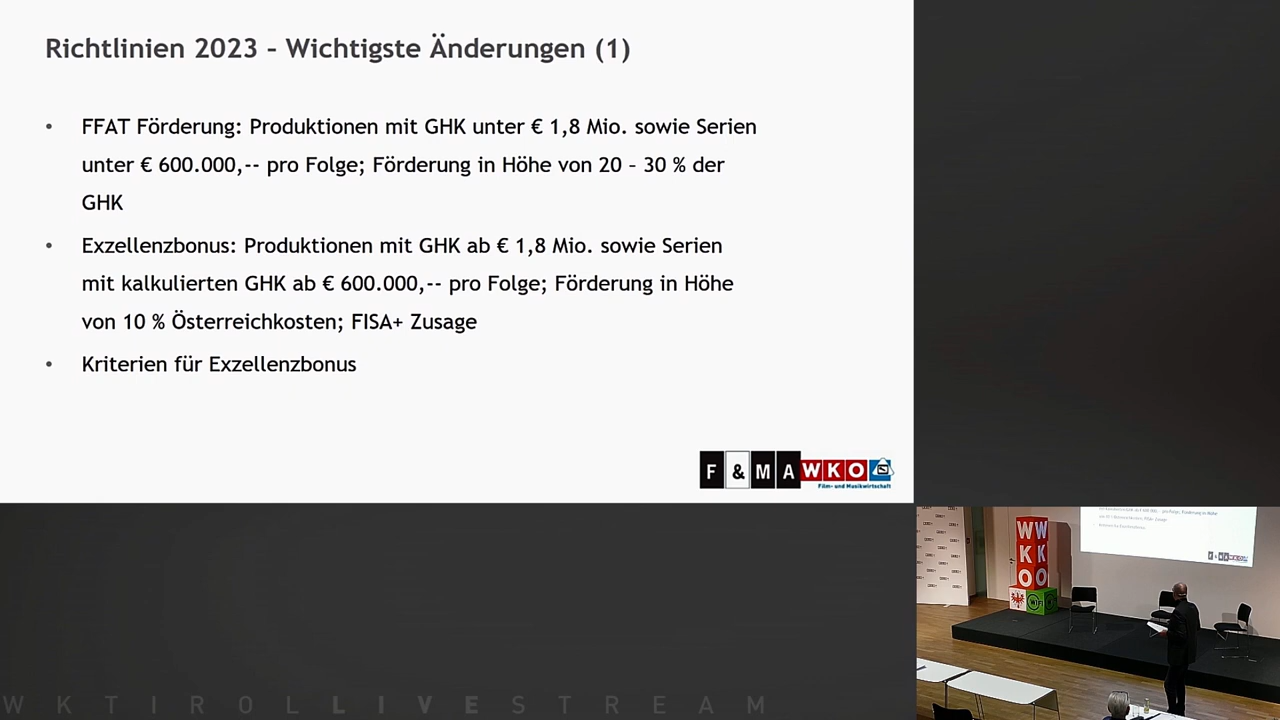 Richtlinien 2023 – Wichtigste Änderungen (1)
• FFAT Förderung: Produktionen mit GHK unter € 1,8 Mio. sowie Serien
unter € 600.000,-- pro Folge; Förderung in Höhe von 20 – 30 % der
GHK
• Exzellenzbonus: Produktionen mit GHK ab € 1,8 Mio. sowie Serien
mit kalkulierten GHK ab € 600.000,-- pro Folge; Förderung in Höhe
von 10 % Österreichkosten; FISA+ Zusage
• Kriterien für Exzellenzbonus
F & M A WKO
Film- und Musikwirtschaft
WW
KK
OO
WKTIROLLIVESTREAM